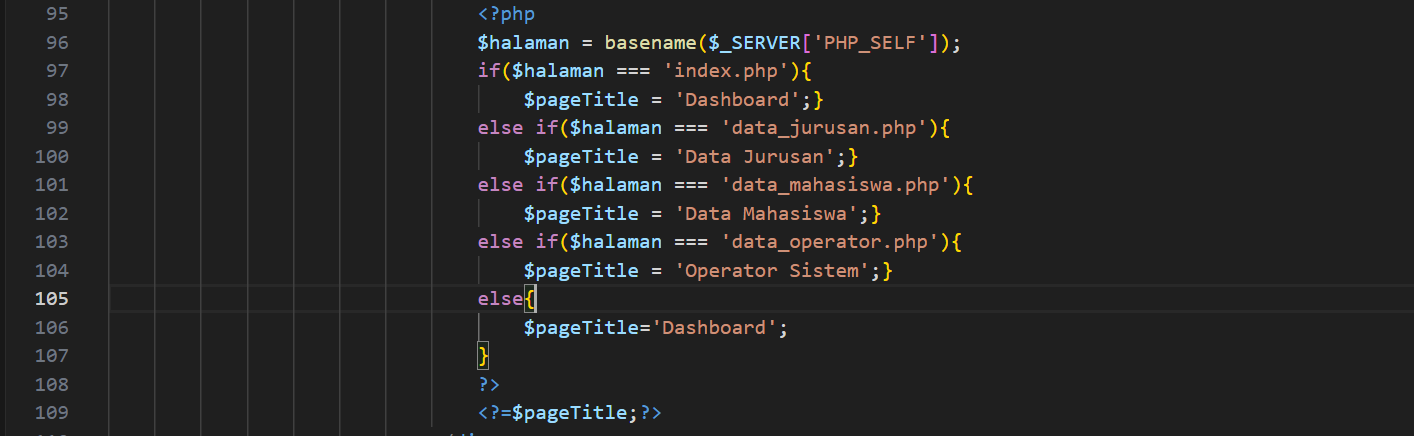 95 <?php
96 $halaman = basename($_SERVER['PHP_SELF']);
97 if($halaman === 'index.php'){
98 $pageTitle = 'Dashboard';}
99 else if($halaman === 'data_jurusan.php'){
100 $pageTitle = 'Data Jurusan';}
101 else if($halaman === 'data_mahasiswa.php'){
102 $pageTitle = 'Data Mahasiswa';}
103 else if($halaman === 'data_operator.php'){
104 $pageTitle = 'Operator Sistem';}
105 else{
106 $pageTitle='Dashboard';
107 }
108 ?>
109 <?=$pageTitle;?>